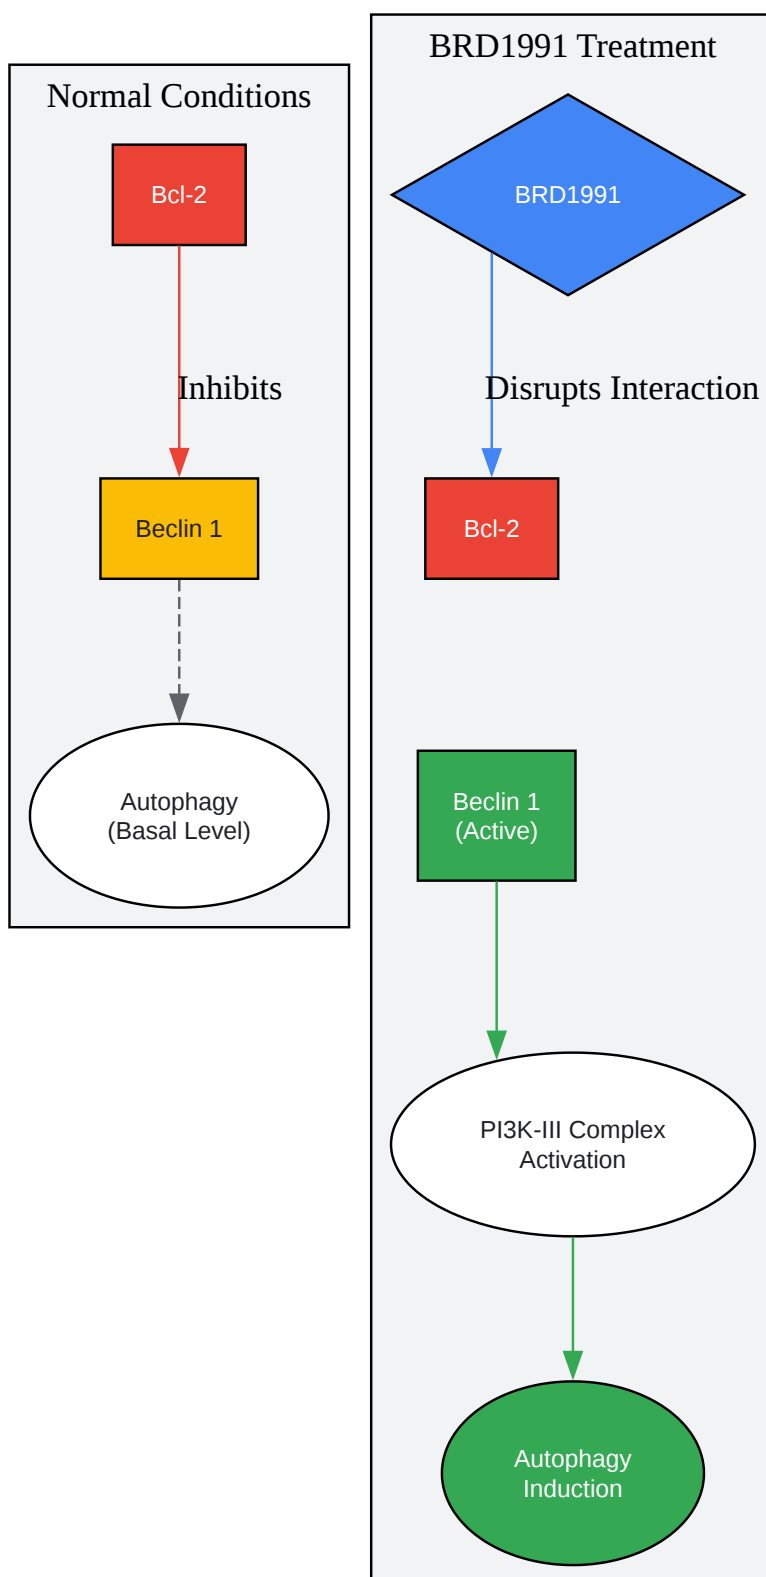 Normal Conditions
Bcl-2
Inhibits
Beclin 1
Autophagy
(Basal Level)
BRD1991 Treatment
BRD1991
Disrupts Interaction
Bcl-2
Beclin 1
(Active)
PI3K-III Complex
Activation
Autophagy
Induction